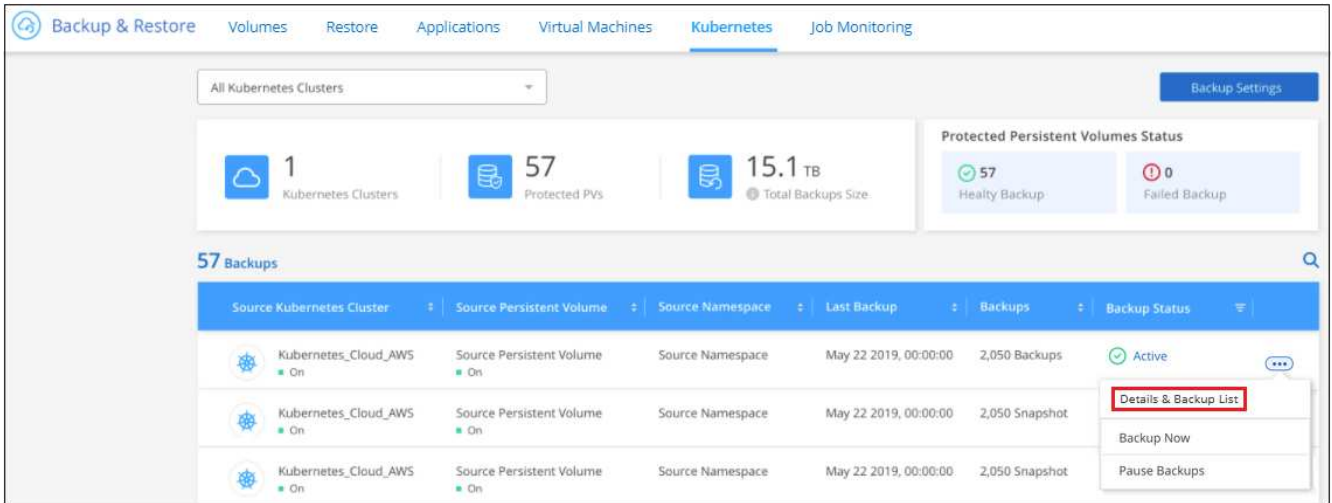 Backup & Restore Volumes Restore Applications Virtual Machines Kubernetes Job Monitoring
All Kubernetes Clusters
Backup Settings
1
Kubernetes Clusters
57
Protected PVs
15.1 TB
Total Backups Size
Protected Persistent Volumes Status
57
Healty Backup
0
Failed Backup
57 Backups
Source Kubernetes Cluster Source Persistent Volume Source Namespace Last Backup Backups Backup Status
Kubernetes_Cloud_AWS Source Persistent Volume Source Namespace May 22 2019, 00:00:00 2,050 Backups Active
On On
Details & Backup List
Kubernetes_Cloud_AWS Source Persistent Volume Source Namespace May 22 2019, 00:00:00 2,050 Snapshot
On On
Backup Now
Kubernetes_Cloud_AWS Source Persistent Volume Source Namespace May 22 2019, 00:00:00 2,050 Snapshot
Pause Backups
On On